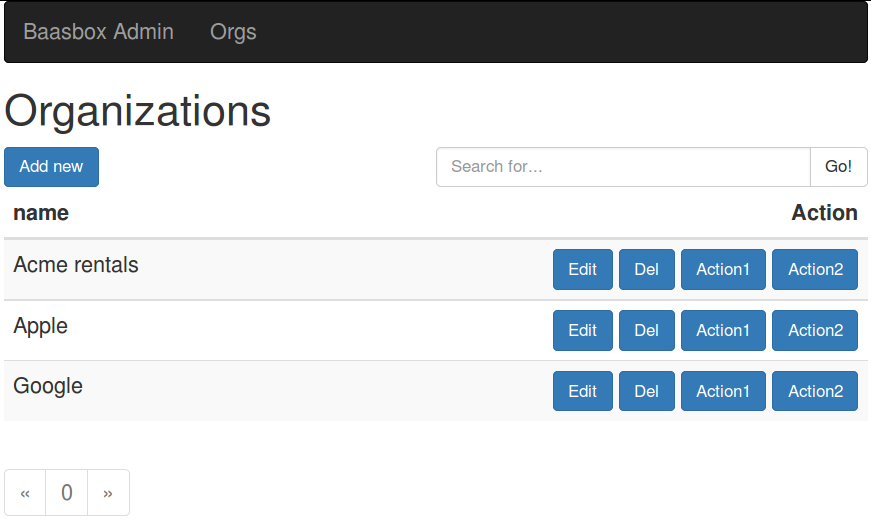 Baasbox Admin Orgs
Organizations
Add new Search for... Go!
name Action
Acme rentals Edit Del Action1 Action2
Apple Edit Del Action1 Action2
Google Edit Del Action1 Action2
« 0 »